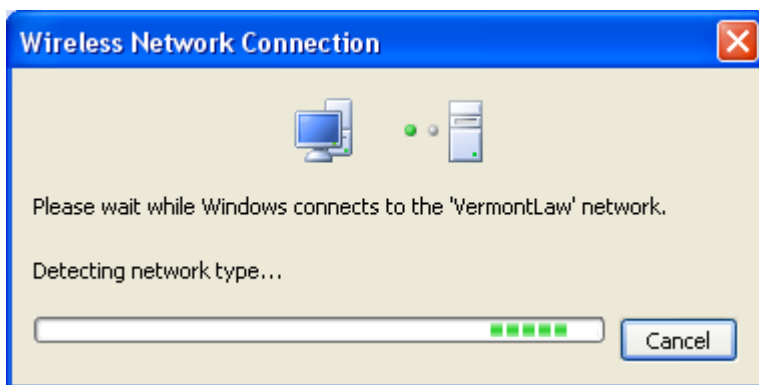 Wireless Network Connection
Please wait while Windows connects to the 'VermontLaw' network.
Detecting network type...
Cancel